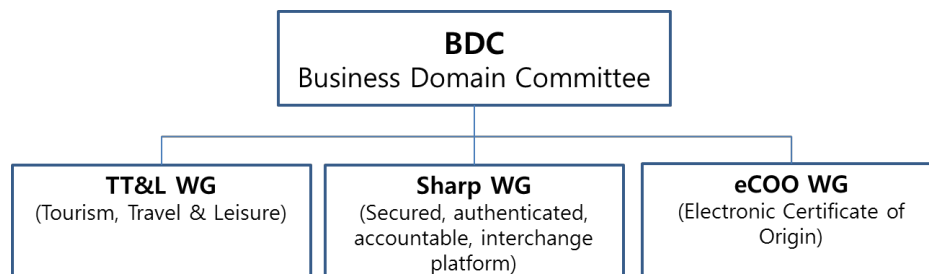 BDC
Business Domain Committee
TT&L WG
(Tourism, Travel & Leisure)
Sharp WG
(Secured, authenticated,
accountable, interchange
platform)
eCOO WG
(Electronic Certificate of
Origin)